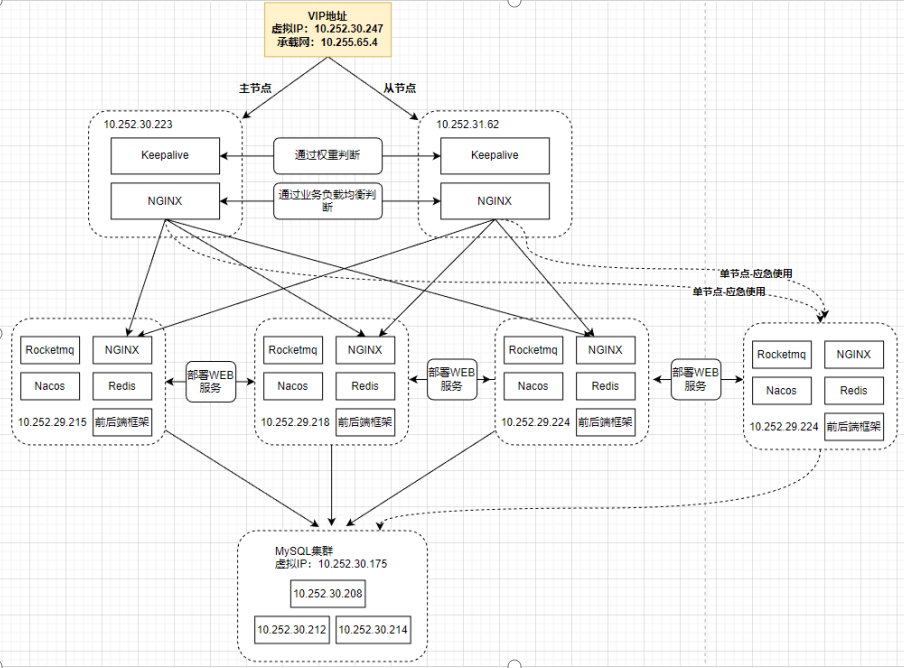 VIP地址
虚拟IP：10.252.30.247
承载网：10.255.65.4
主节点
从节点
10.252.30.223
10.252.31.62
Keepalive
通过权重判断
Keepalive
NGINX
通过业务负载均衡判
断
NGINX
单节点-应急使用
单节点-应急使用
Rocketmq
NGINX
Nacos
Redis
10.252.29.215
前后端框架
部署WEB
服务
Rocketmq
NGINX
Nacos
Redis
10.252.29.218
前后端框架
部署WEB
服务
Rocketmq
NGINX
Nacos
Redis
10.252.29.224
前后端框架
部署WEB
服务
Rocketmq
NGINX
Nacos
Redis
10.252.29.224
前后端框架
MySQL集群
虚拟IP：10.252.30.175
10.252.30.208
10.252.30.212
10.252.30.214